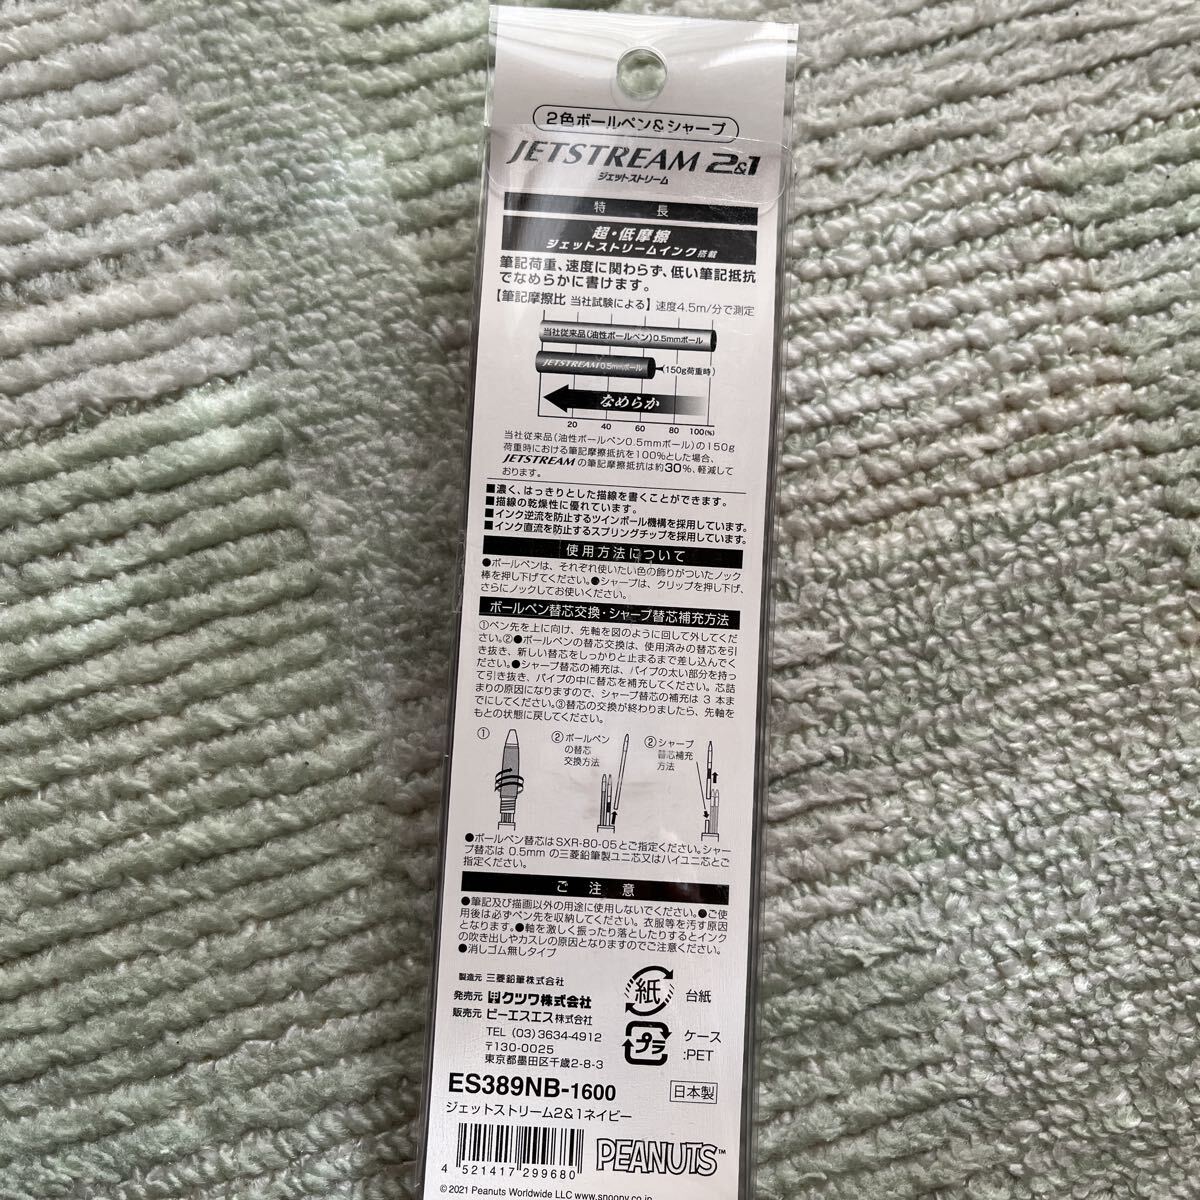 2色ボールペン&シャープ
JETSTREAM 2&1
ジェットストリーム
特長
超・低摩擦
ジェットストリームインク搭載
筆記荷重、速度に関わらず、低い筆記抵抗
でなめらかに書けます。
【筆記摩擦比 当社試験による】速度4.5m/分で測定
当社従来品(油性ボールペン)0.5mmボール
JETSTREAM 0.5mmボール (150g荷重時)
なめらか
20 40 60 80 100(%)
当社従来品(油性ボールペン0.5mmボール)の150g
荷重時における筆記摩擦抵抗を100%とした場合、
JETSTREAMの筆記摩擦抵抗は約30%、軽減して
おります。
■濃く、はっきりとした描線を書くことができます。
■描線の乾燥性に優れています。
■インク逆流を防止するツインボール機構を採用しています。
■インク直流を防止するスプリングチップを採用しています。
使用方法について
●ボールペンは、それぞれ使いたい色の飾りがついたノック
棒を押し下げてください。●シャープは、クリップを押し下げ、
さらにノックしてお使いください。
ボールペン替芯交換・シャープ替芯補充方法
①ペン先を上に向け、先軸を図のように回して外してくだ
さい。②●ボールペンの替芯交換は、使用済みの替芯を引
き抜き、新しい替芯をしっかりと止まるまで差し込んでく
ださい。●シャープ替芯の補充は、パイプの太い部分を持っ
て引き抜き、パイプの中に替芯を補充してください。芯詰
まりの原因になりますので、シャープ替芯の補充は3本ま
でにしてください。③替芯の交換が終わりましたら、先軸を
もとの状態に戻してください。
①
②ボールペン
の替芯
交換方法
②シャープ
替芯補充
方法
●ボールペン替芯はSXR-80-05とご指定ください。シャー
プ替芯は0.5mmの三菱鉛筆製ユニ芯又はハイユニ芯とご
指定ください。
ご注意
●筆記及び描画以外の用途に使用しないでください。●ご使
用後は必ずペン先を収納してください。衣服等を汚す原因
となります。●軸を激しく振ったり落としたりするとインク
の吹き出しやカスレの原因となりますのでご注意ください。
●消しゴム無しタイプ
製造元 三菱鉛筆株式会社
発売元 クツワ株式会社
販売元 ビーエスエス株式会社
TEL (03)3634-4912
〒130-0025
東京都墨田区千歳2-8-3
紙 台紙
プラ ケース
:PET
ES389NB-1600
日本製
ジェットストリーム2&1ネイビー
4 521417 299680
PEANUTS™
©2021 Peanuts Worldwide LLC www.snoopy.co.jp